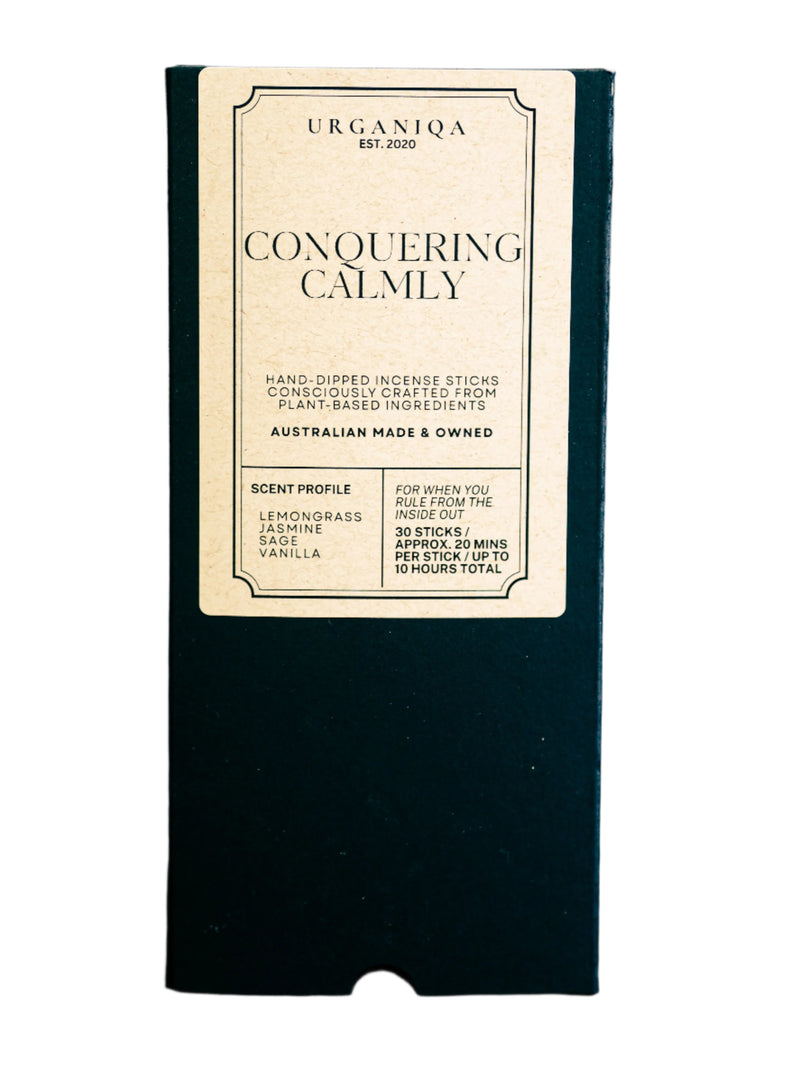 URGANIQA
EST. 2020
CONQUERING
CALMLY
HAND-DIPPED INCENSE STICKS
CONSCIOUSLY CRAFTED FROM
PLANT-BASED INGREDIENTS
AUSTRALIAN MADE & OWNED
SCENT PROFILE
LEMONGRASS
JASMINE
SAGE
VANILLA
FOR WHEN YOU
RULE FROM THE
INSIDE OUT
30 STICKS /
APPROX. 20 MINS
PER STICK / UP TO
10 HOURS TOTAL